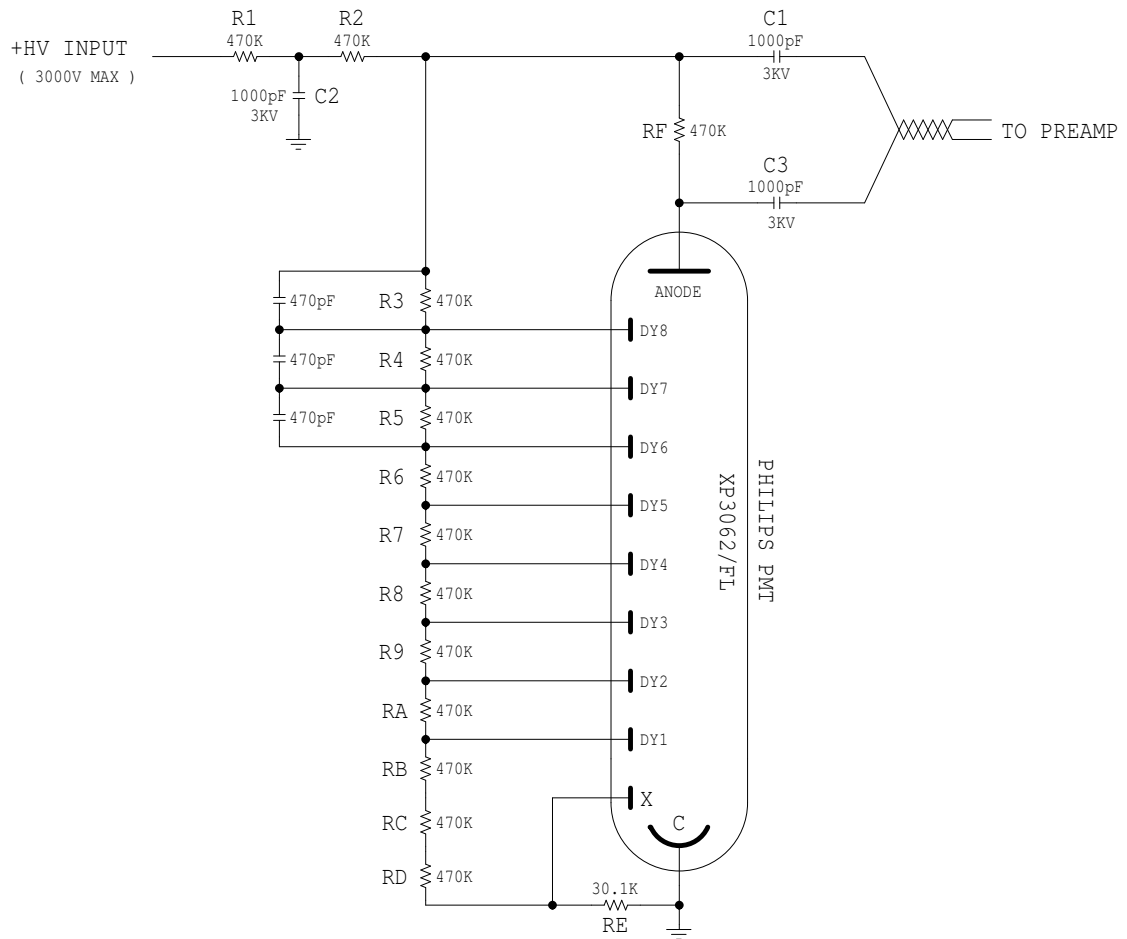 +HV INPUT
( 3000V MAX )
R1
470K
R2
470K
1000pF
3KV
C2
C1
1000pF
3KV
RF
470K
TO PREAMP
C3
1000pF
3KV
ANODE
470pF
R3
470K
DY8
470pF
R4
470K
DY7
470pF
R5
470K
DY6
R6
470K
DY5
R7
470K
DY4
R8
470K
DY3
R9
470K
DY2
RA
470K
DY1
RB
470K
X
RC
470K
C
RD
470K
30.1K
RE
PHILIPS PMT
XP3062/FL